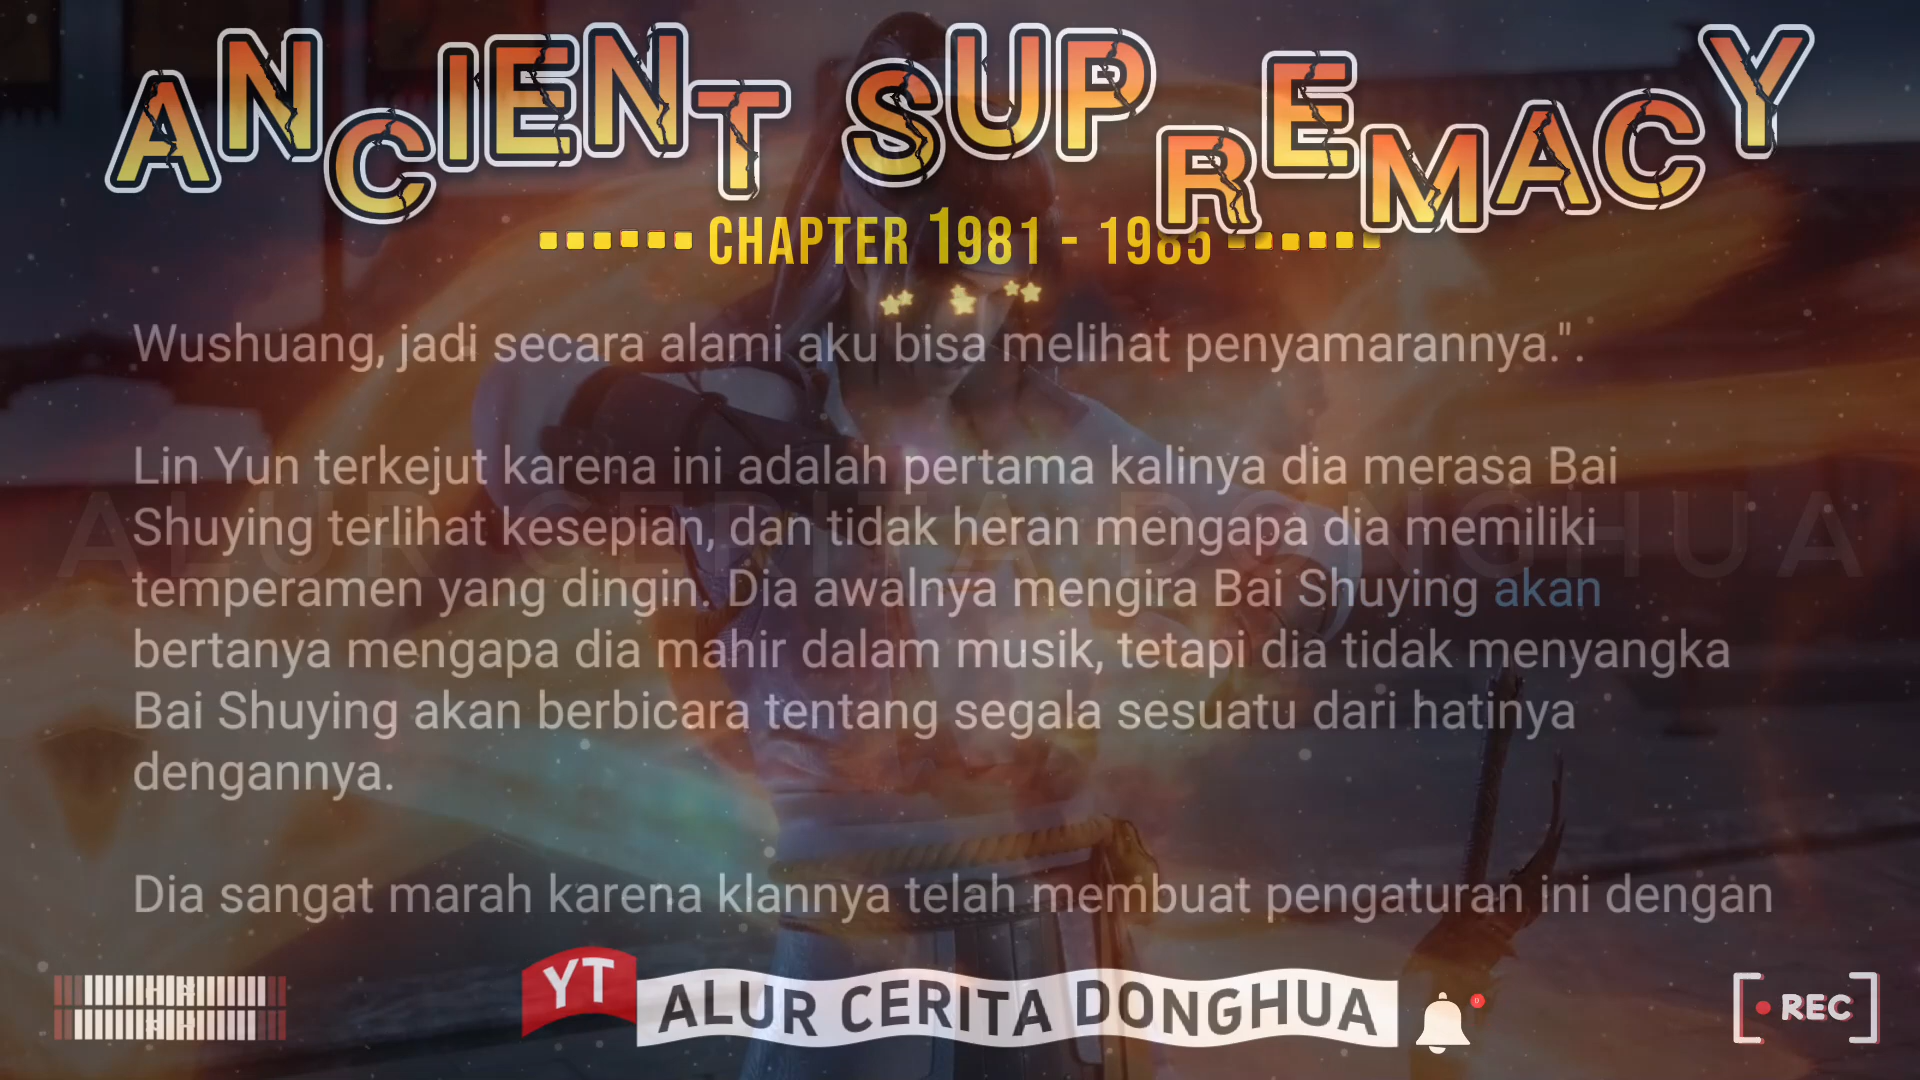 ANCIENT SUPREMACY
CHAPTER 1981 - 1985
Wushuang, jadi secara alami aku bisa melihat penyamarannya.".
Lin Yun terkejut karena ini adalah pertama kalinya dia merasa Bai
Shuying terlihat kesepian, dan tidak heran mengapa dia memiliki
temperamen yang dingin. Dia awalnya mengira Bai Shuying akan
bertanya mengapa dia mahir dalam musik, tetapi dia tidak menyangka
Bai Shuying akan berbicara tentang segala sesuatu dari hatinya
dengannya.
Dia sangat marah karena klannya telah membuat pengaturan ini dengan
ALUR CERITA DONGHUA
YT ALUR CERITA DONGHUA
REC